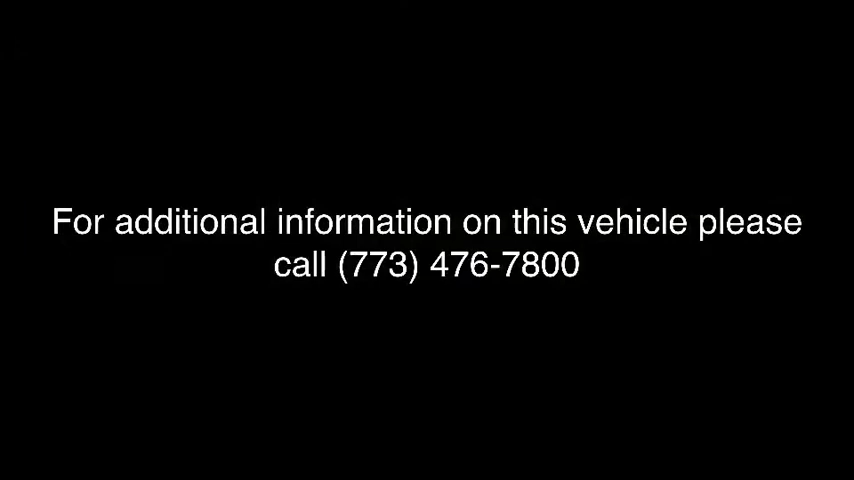 For additional information on this vehicle please
call (773) 476-7800